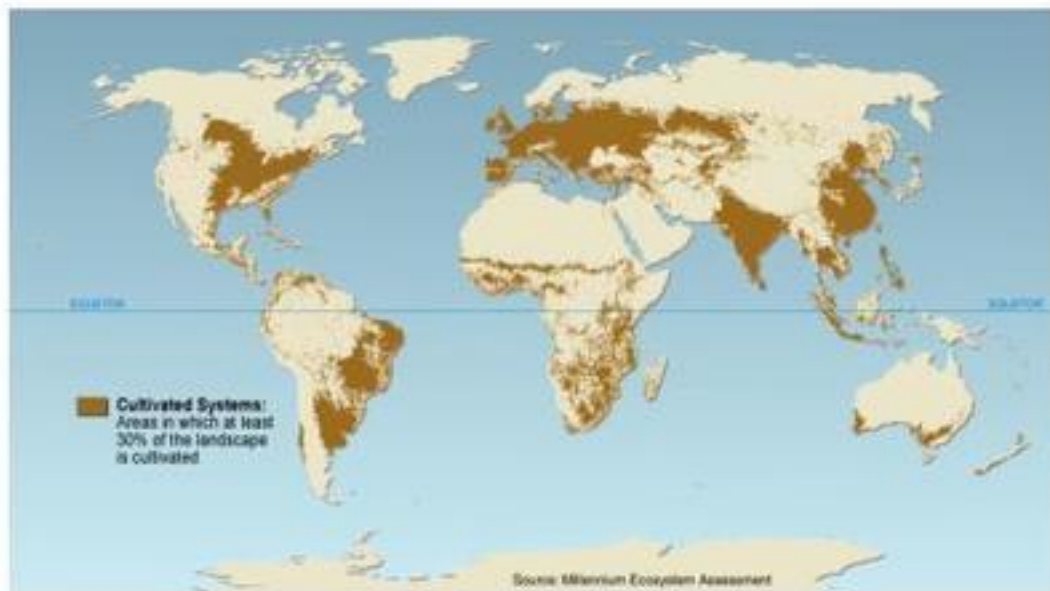 EQUATOR
EQUATOR
Cultivated Systems:
Areas in which at least
30% of the landscape
is cultivated
Source: Millennium Ecosystem Assessment